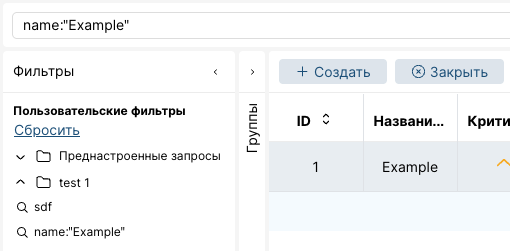 name:"Example"
Фильтры
Создать
Закрыть
Группы
Пользовательские фильтры
Сбросить
Преднастроенные запросы
test 1
sdf
name:"Example"
ID Названи... Крити
1 Example